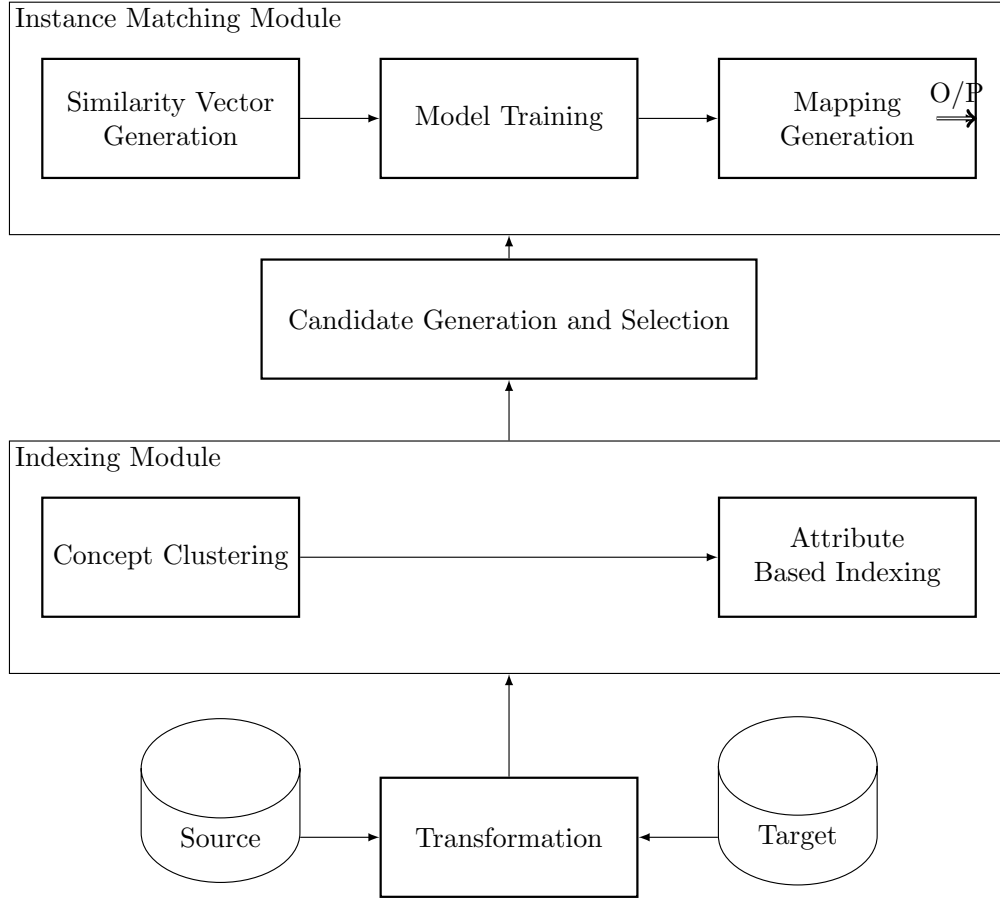 Instance Matching Module
Similarity Vector
Generation
Model Training
Mapping
Generation
O/P
Candidate Generation and Selection
Indexing Module
Concept Clustering
Attribute
Based Indexing
Source
Transformation
Target